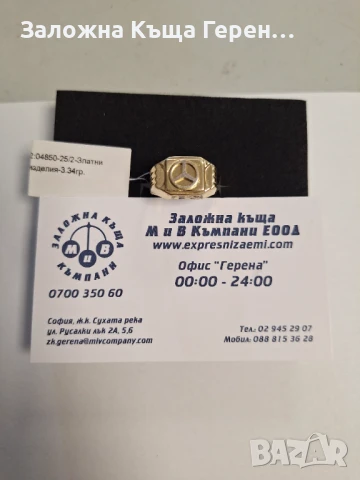 Заложна Къща Герен...
2:04850-25/2-Златни
изделия-3.34гр.
ЗАЛОЖНА КЪЩА
М и В
КЪМПАНИ
0700 350 60
Заложна къща
М и В Къмпани ЕООД
www.expresnizaemi.com
Офис "Герена"
00:00 - 24:00
София, ж.к. Сухата река
ул. Русалки лък 2А, 5,6
zk.gerena@mivcompany.com
Тел.: 02 945 29 07
Мобил: 088 815 36 28
BAZAR